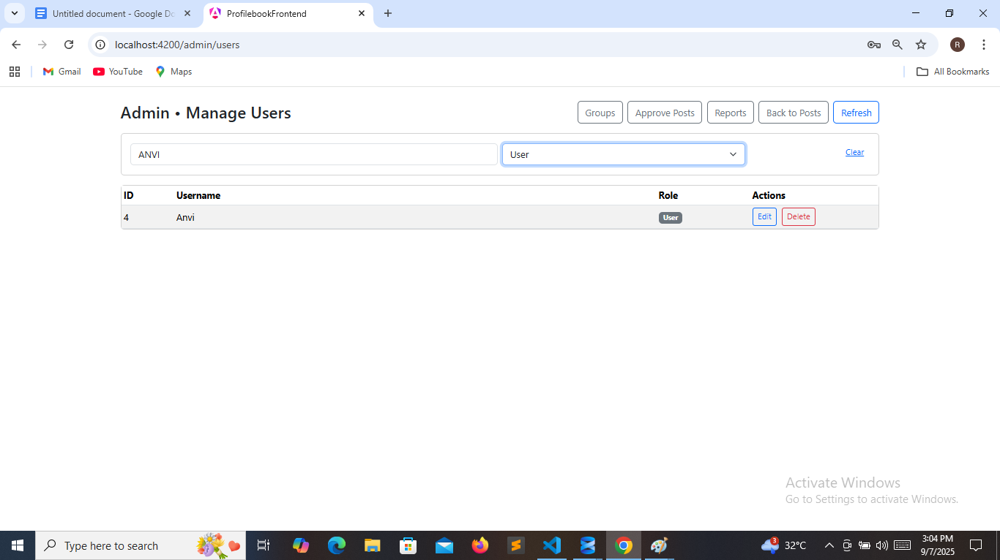 Untitled document - Google Do
ProfilebookFrontend
localhost:4200/admin/users
R
Gmail
YouTube
Maps
All Bookmarks
Admin • Manage Users
Groups
Approve Posts
Reports
Back to Posts
Refresh
ANVI
User
Clear
ID Username Role Actions
4 Anvi User Edit Delete
Activate Windows
Go to Settings to activate Windows.
Type here to search
3
32°C
3:04 PM
9/7/2025